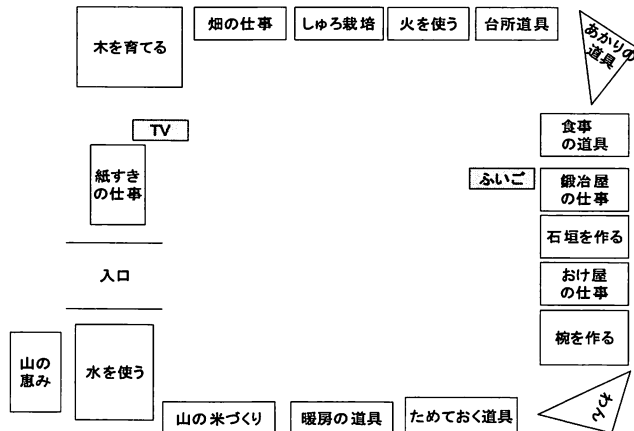 木を育てる
畑の仕事
しゅろ栽培
火を使う
台所道具
あかりの
道具
TV
紙すき
の仕事
食事
の道具
ふいご
鍛冶屋
の仕事
石垣を作る
入口
おけ屋
の仕事
椀を作る
山の
恵み
水を使う
山の米づくり
暖房の道具
ためておく道具
わん